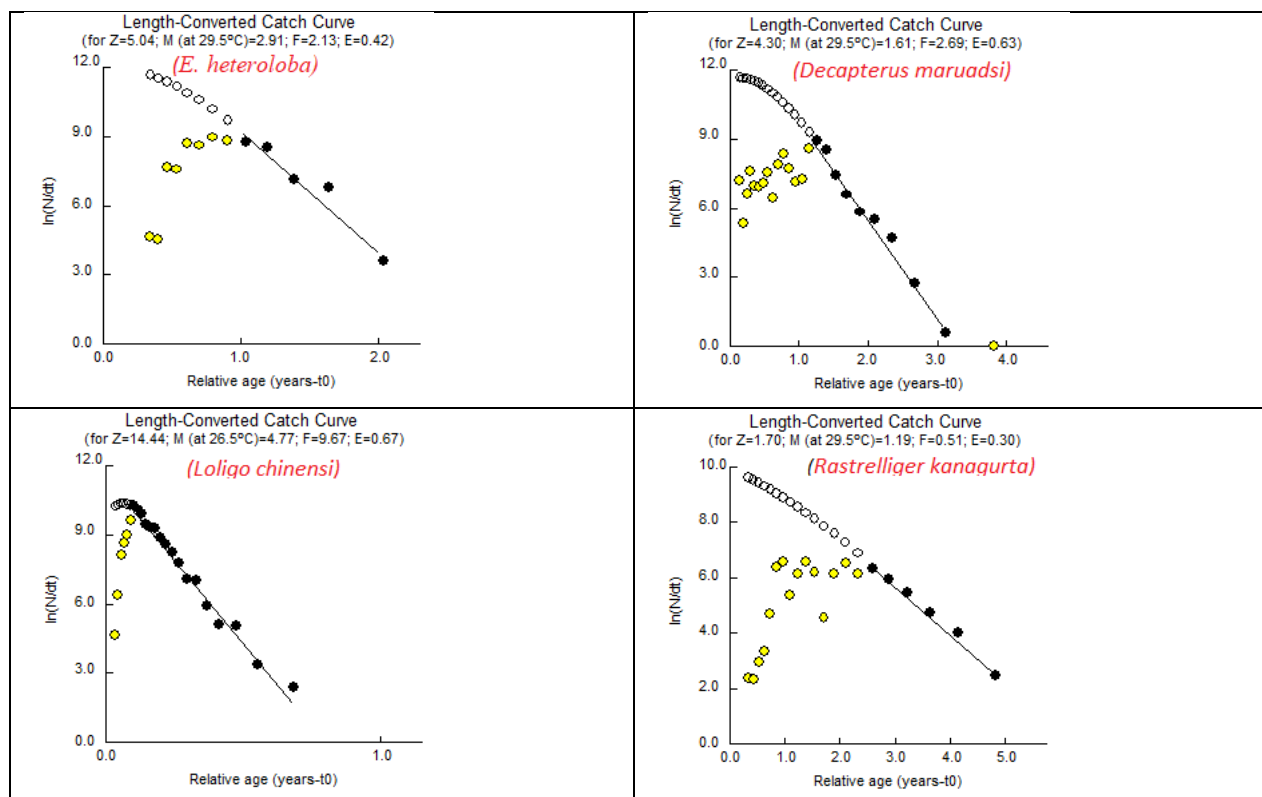 Length-Converted Catch Curve
(for Z=5.04; M (at 29.5ºC)=2.91; F=2.13; E=0.42)
(E. heteroloba)
12.0
9.0
6.0
3.0
0.0
ln(N/dt)
0.0 1.0 2.0
Relative age (years-t0)
Length-Converted Catch Curve
(for Z=4.30; M (at 29.5ºC)=1.61; F=2.69; E=0.63)
(Decapterus maruadsi)
12.0
9.0
6.0
3.0
0.0
ln(N/dt)
0.0 1.0 2.0 3.0 4.0
Relative age (years-t0)
Length-Converted Catch Curve
(for Z=14.44; M (at 26.5ºC)=4.77; F=9.67; E=0.67)
(Loligo chinensi)
12.0
9.0
6.0
3.0
0.0
ln(N/dt)
0.0 1.0
Relative age (years-t0)
Length-Converted Catch Curve
(for Z=1.70; M (at 29.5ºC)=1.19; F=0.51; E=0.30)
(Rastrelliger kanagurta)
10.0
8.0
6.0
4.0
2.0
0.0
ln(N/dt)
0.0 1.0 2.0 3.0 4.0 5.0
Relative age (years-t0)